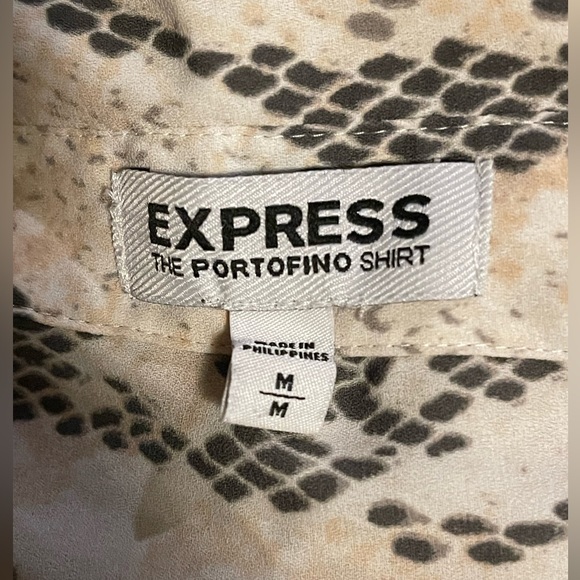 EXPRESS
THE PORTOFINO SHIRT
MADE IN
PHILIPPINES
M
M